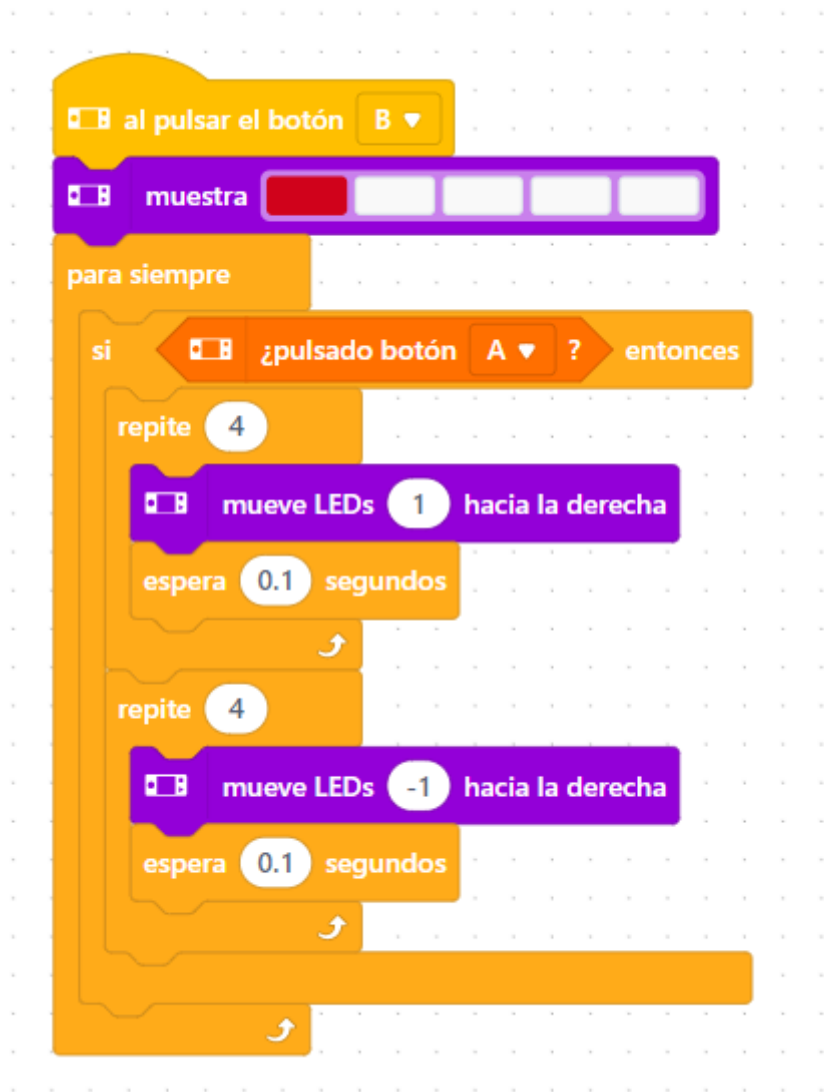 al pulsar el botón B
muestra
para siempre
si ¿pulsado botón A ? entonces
repite 4
mueve LEDs 1 hacia la derecha
espera 0.1 segundos
repite 4
mueve LEDs -1 hacia la derecha
espera 0.1 segundos